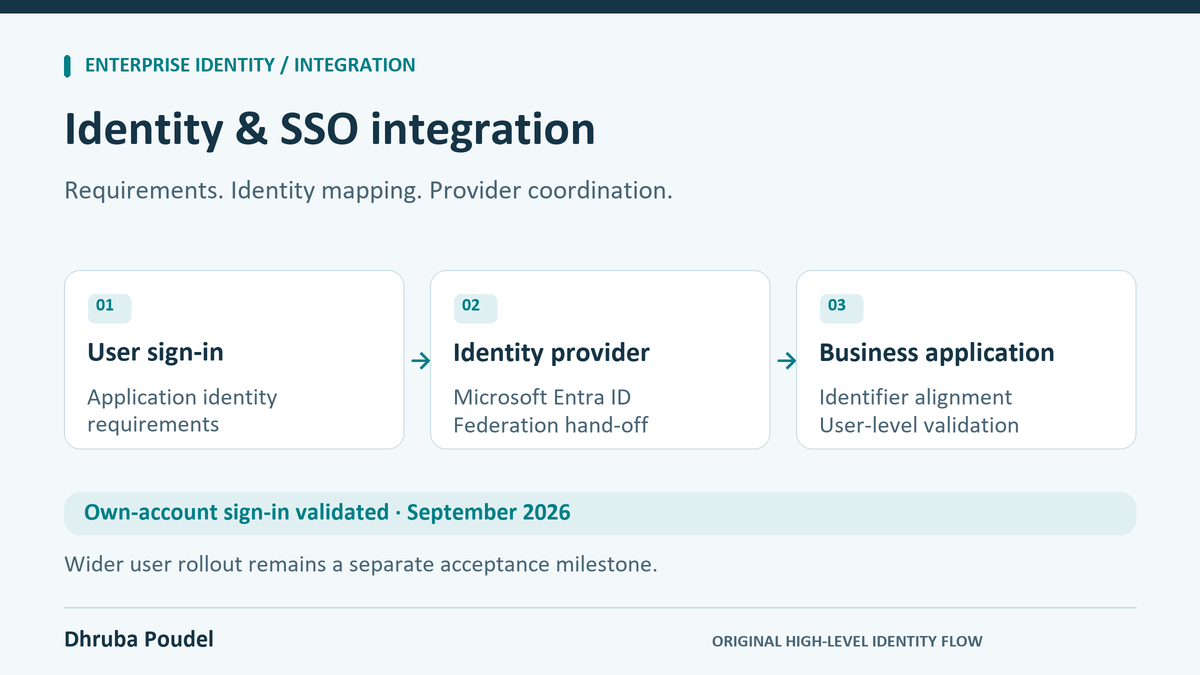 ENTERPRISE IDENTITY / INTEGRATION
Identity & SSO integration
Requirements. Identity mapping. Provider coordination.
01
User sign-in
Application identity
requirements
→
02
Identity provider
Microsoft Entra ID
Federation hand-off
→
03
Business application
Identifier alignment
User-level validation
Own-account sign-in validated · September 2026
Wider user rollout remains a separate acceptance milestone.
Dhruba Poudel
ORIGINAL HIGH-LEVEL IDENTITY FLOW